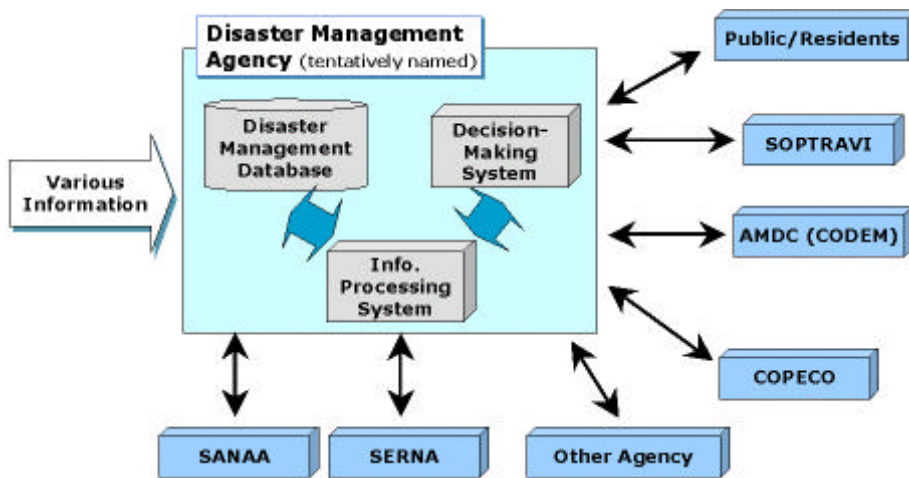 Disaster Management
Agency (tentatively named)
Public/Residents
Disaster
Management
Database
Decision-
Making
System
SOPTRAVI
Various
Information
AMDC (CODEM)
Info.
Processing
System
COPECO
SANAA
SERNA
Other Agency